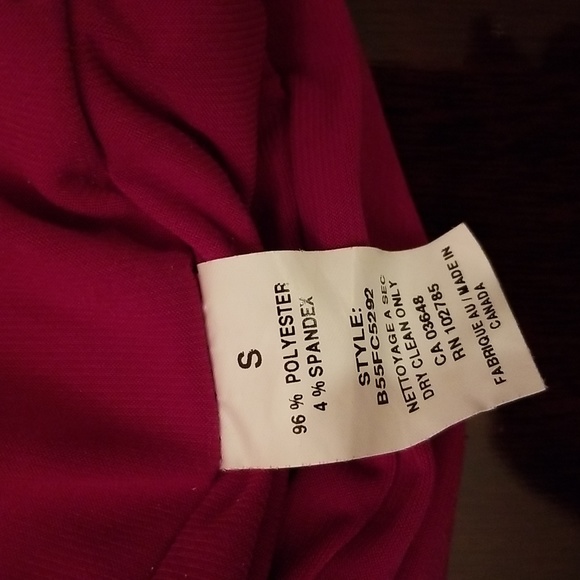 S
96 % POLYESTER
4 % SPANDEX
STYLE:
B55FC5292
NETTOYAGE A SEC
DRY CLEAN ONLY
CA 03648
RN 102785
FABRIQUE AU / MADE IN
CANADA